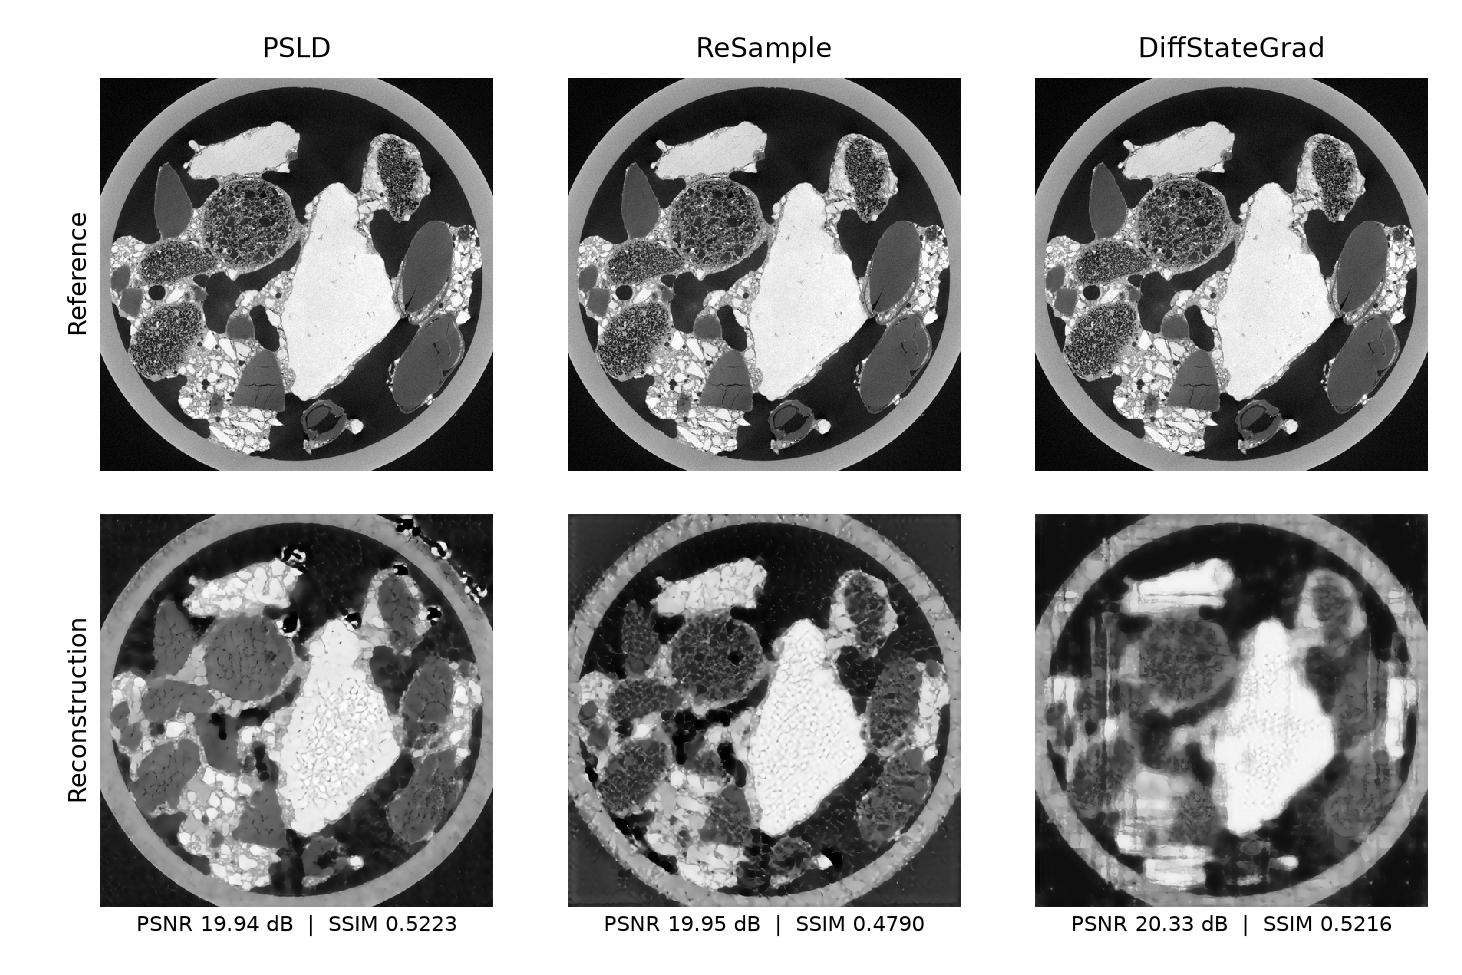 PSLD
ReSample
DiffStateGrad
Reference
Reconstruction
PSNR 19.94 dB | SSIM 0.5223
PSNR 19.95 dB | SSIM 0.4790
PSNR 20.33 dB | SSIM 0.5216